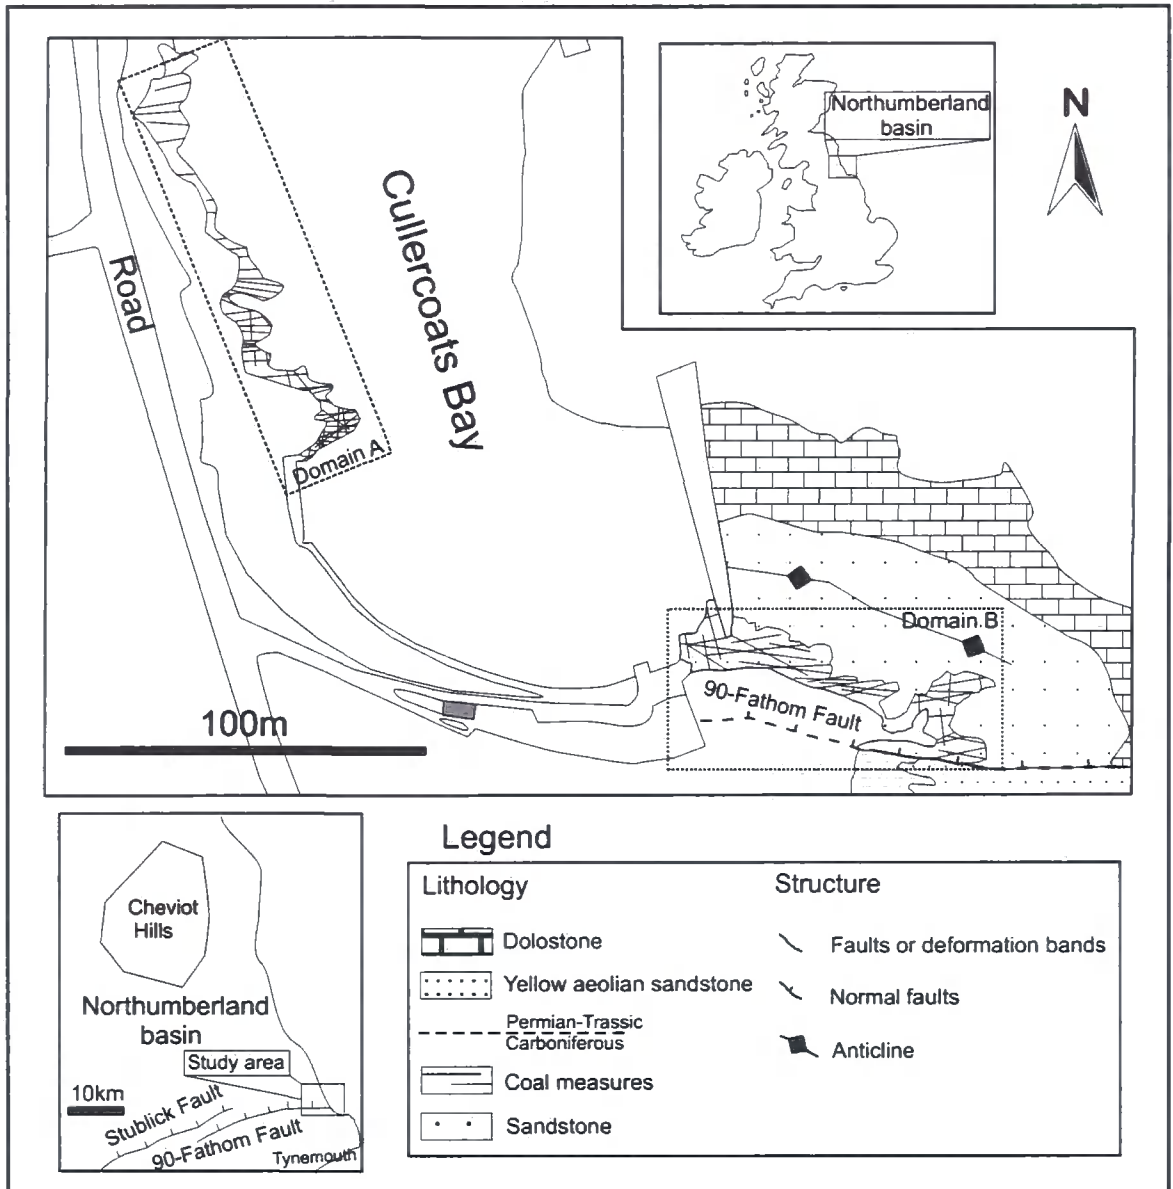 Northumberland
basin
N
Cullercoats Bay
Road
Domain A
Domain B
90-Fathom Fault
100m
Cheviot
Hills
Northumberland
basin
Study area
10km
Stublick Fault
90-Fathom Fault
Tynemouth
Legend
Lithology
Dolostone
Yellow aeolian sandstone
Permian-Trassic
Carboniferous
Coal measures
Sandstone
Structure
Faults or deformation bands
Normal faults
Anticline